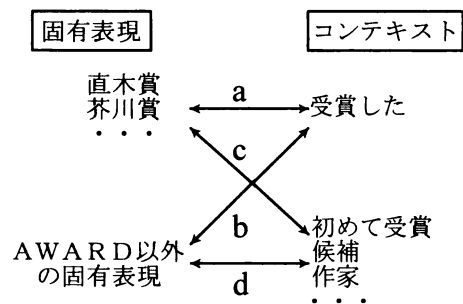 固有表現 コンテキスト
直木賞
芥川賞
・・・
a
受賞した
c
b
AWARD以外
の固有表現
d
初めて受賞
候補
作家
・・・